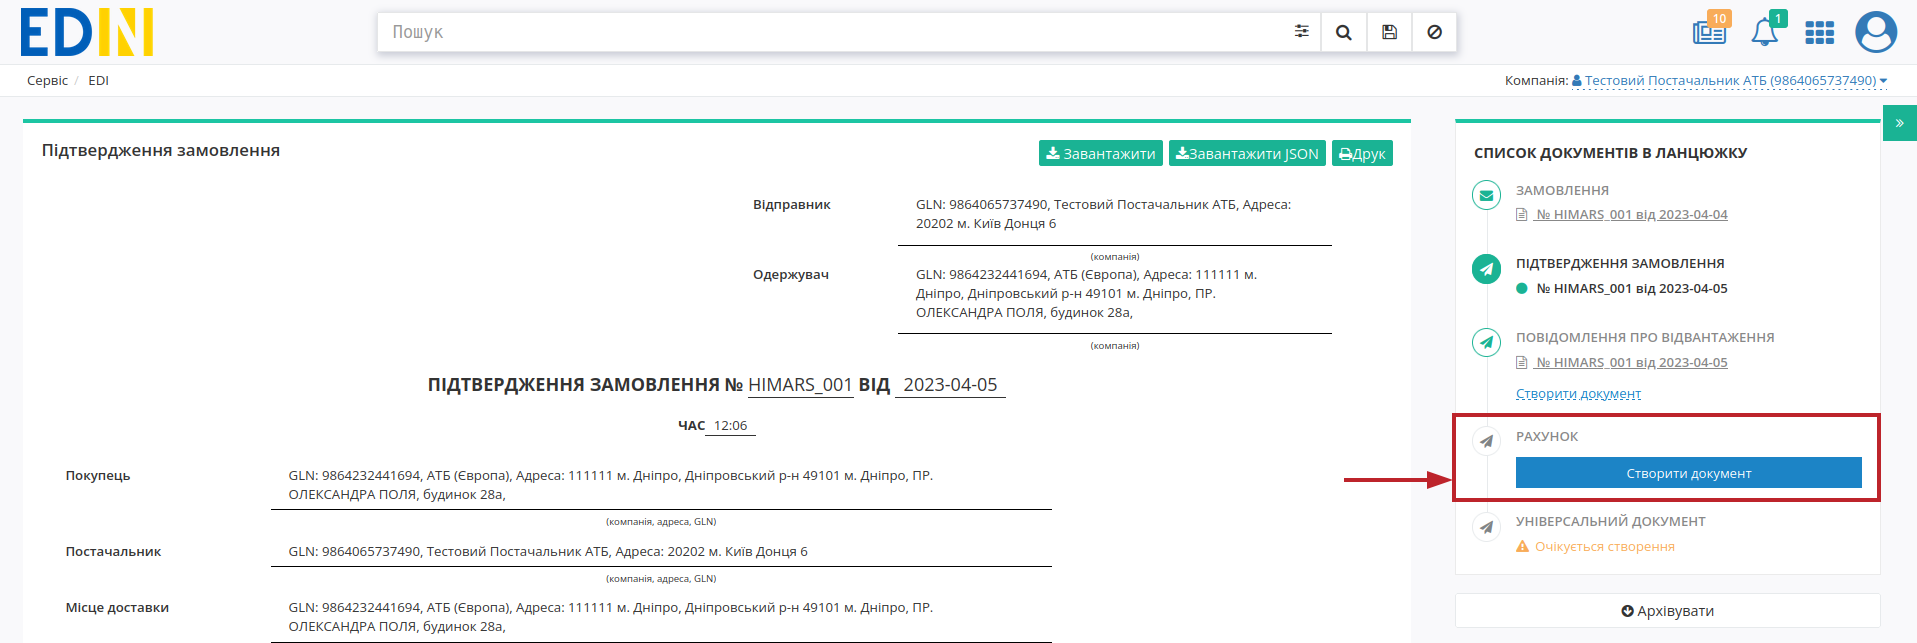 EDIN
Пошук
10
1
Сервіс / EDI
Компанія: Тестовий Постачальник АТБ (9864065737490)
Підтвердження замовлення
Завантажити
Завантажити JSON
Друк
Відправник
GLN: 9864065737490, Тестовий Постачальник АТБ, Адреса:
20202 м. Київ Донця 6
(компанія)
Одержувач
GLN: 9864232441694, АТБ (Європа), Адреса: 111111 м.
Дніпро, Дніпровський р-н 49101 м. Дніпро, ПР.
ОЛЕКСАНДРА ПОЛЯ, будинок 28а,
(компанія)
ПІДТВЕРДЖЕННЯ ЗАМОВЛЕННЯ № HIMARS_001 ВІД 2023-04-05
ЧАС 12:06
Покупець
GLN: 9864232441694, АТБ (Європа), Адреса: 111111 м. Дніпро, Дніпровський р-н 49101 м. Дніпро, ПР.
ОЛЕКСАНДРА ПОЛЯ, будинок 28а,
(компанія, адреса, GLN)
Постачальник
GLN: 9864065737490, Тестовий Постачальник АТБ, Адреса: 20202 м. Київ Донця 6
(компанія, адреса, GLN)
Місце доставки
GLN: 9864232441694, АТБ (Європа), Адреса: 111111 м. Дніпро, Дніпровський р-н 49101 м. Дніпро, ПР.
ОЛЕКСАНДРА ПОЛЯ, будинок 28а,
»
СПИСОК ДОКУМЕНТІВ В ЛАНЦЮЖКУ
ЗАМОВЛЕННЯ
№ HIMARS_001 від 2023-04-04
ПІДТВЕРДЖЕННЯ ЗАМОВЛЕННЯ
№ HIMARS_001 від 2023-04-05
ПОВІДОМЛЕННЯ ПРО ВІДВАНТАЖЕННЯ
№ HIMARS_001 від 2023-04-05
Створити документ
РАХУНОК
Створити документ
УНІВЕРСАЛЬНИЙ ДОКУМЕНТ
Очікується створення
Архівувати